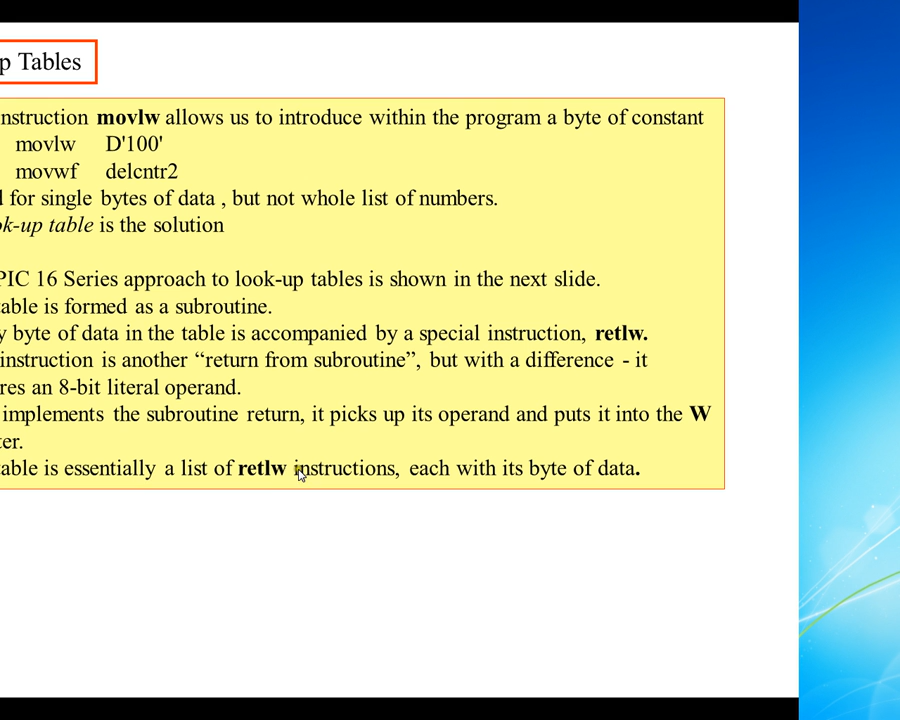 p Tables
nstruction movlw allows us to introduce within the program a byte of constant
movlw D'100'
movwf delcntr2
d for single bytes of data , but not whole list of numbers.
ok-up table is the solution
PIC 16 Series approach to look-up tables is shown in the next slide.
able is formed as a subroutine.
y byte of data in the table is accompanied by a special instruction, retlw.
instruction is another “return from subroutine”, but with a difference - it
res an 8-bit literal operand.
implements the subroutine return, it picks up its operand and puts it into the W
ter.
able is essentially a list of retlw instructions, each with its byte of data.